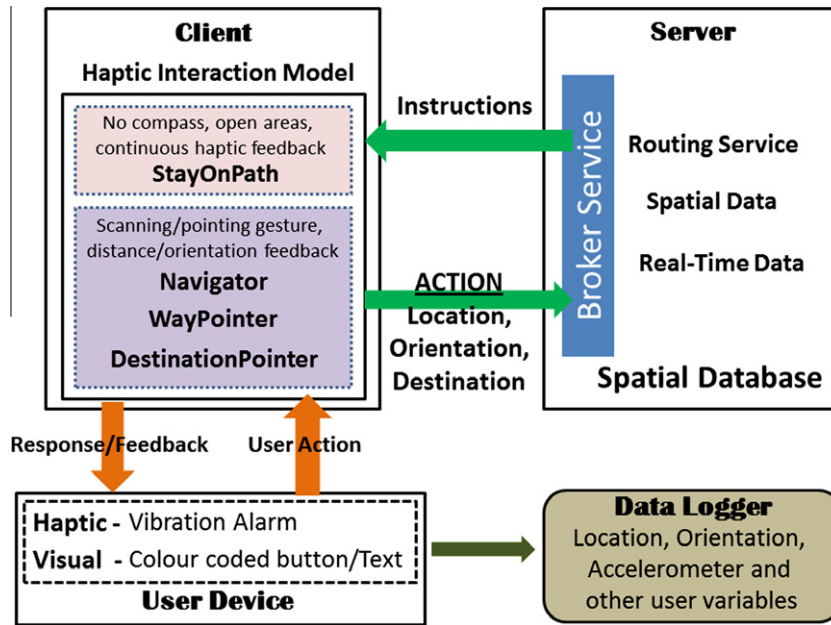 Client
Haptic Interaction Model
No compass, open areas,
continuous haptic feedback
StayOnPath
Scanning/pointing gesture,
distance/orientation feedback
Navigator
WayPointer
DestinationPointer
Instructions
ACTION
Location,
Orientation,
Destination
Server
Broker Service
Routing Service
Spatial Data
Real-Time Data
Spatial Database
Response/Feedback
User Action
Haptic - Vibration Alarm
Visual - Colour coded button/Text
User Device
Data Logger
Location, Orientation,
Accelerometer and
other user variables